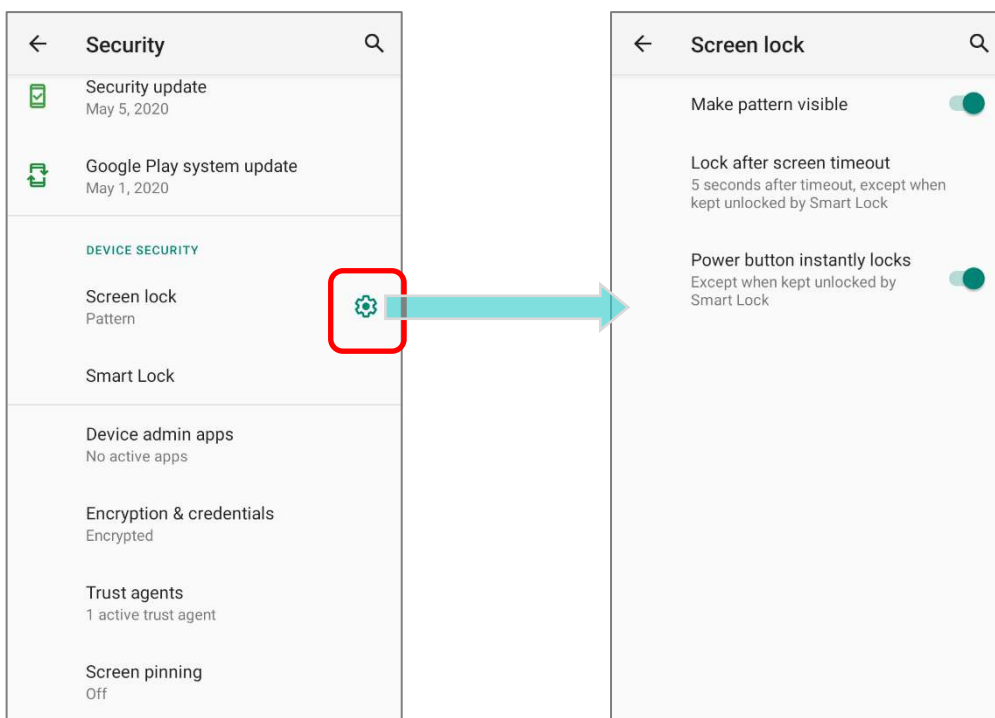 Security
Security update
May 5, 2020
Google Play system update
May 1, 2020
DEVICE SECURITY
Screen lock
Pattern
Smart Lock
Device admin apps
No active apps
Encryption & credentials
Encrypted
Trust agents
1 active trust agent
Screen pinning
Off
Screen lock
Make pattern visible
Lock after screen timeout
5 seconds after timeout, except when
kept unlocked by Smart Lock
Power button instantly locks
Except when kept unlocked by
Smart Lock